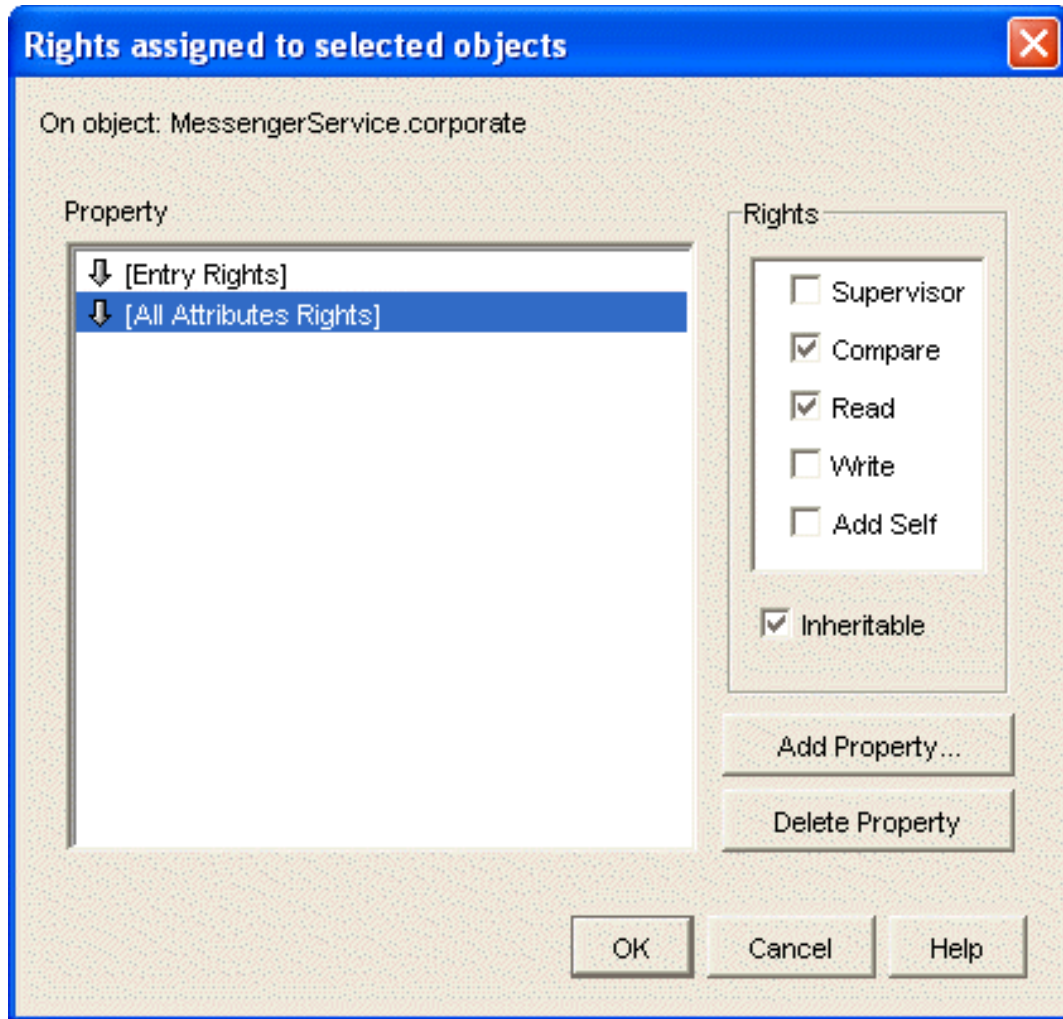 Rights assigned to selected objects
On object: MessengerService.corporate
Property
[Entry Rights]
[All Attributes Rights]
Rights
Supervisor
Compare
Read
Write
Add Self
Inheritable
Add Property...
Delete Property
OK
Cancel
Help